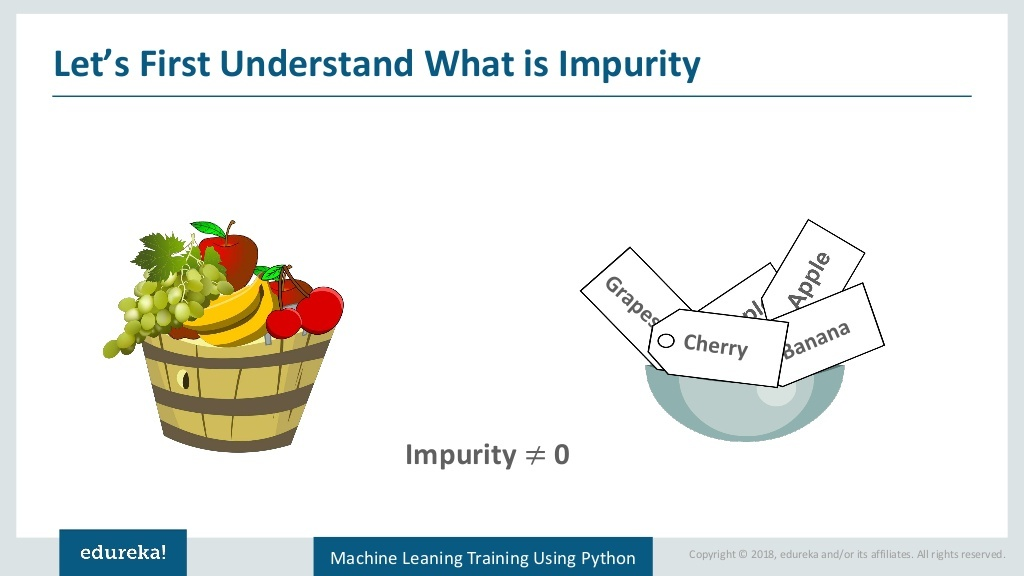 Let's First Understand What is Impurity
Grapes
Apple
Cherry
Banana
Impurity ≠ 0
edureka!
Machine Leaning Training Using Python
Copyright © 2018, edureka and/or its affiliates. All rights reserved.